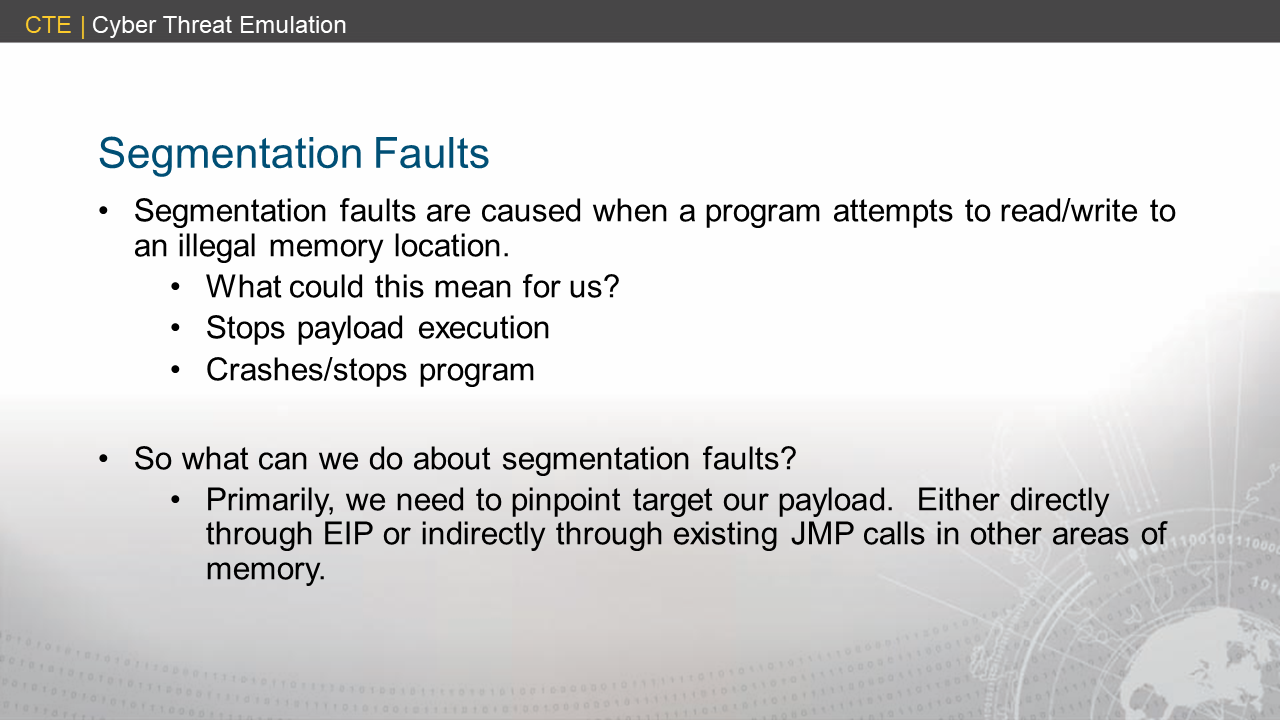 CTE | Cyber Threat Emulation
Segmentation Faults
• Segmentation faults are caused when a program attempts to read/write to
an illegal memory location.
• What could this mean for us?
• Stops payload execution
• Crashes/stops program
• So what can we do about segmentation faults?
• Primarily, we need to pinpoint target our payload.  Either directly
through EIP or indirectly through existing JMP calls in other areas of
memory.